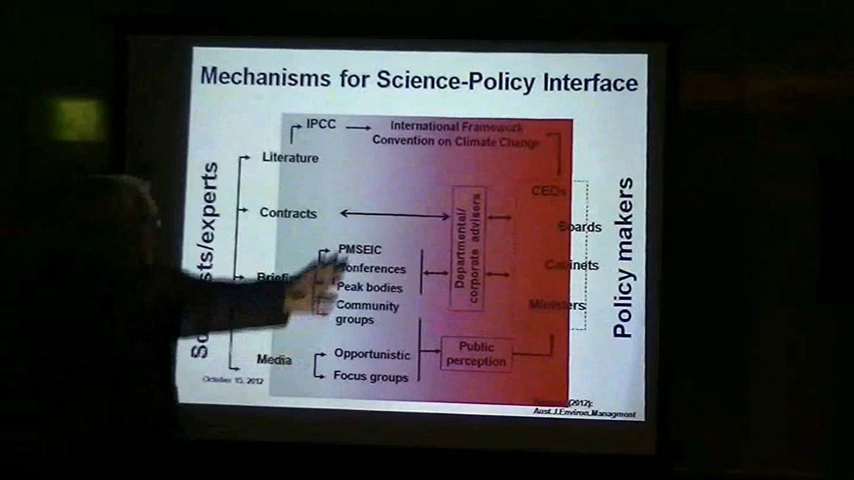 Mechanisms for Science-Policy Interface
IPCC
International Framework
Convention on Climate Change
Literature
Contracts
PMSEIC
Conferences
Peak bodies
Community
groups
Media
Opportunistic
Focus groups
Departmental/
corporate advisers
Public
perception
CEOs
Boards
Cabinets
Ministers
Policy makers
October 15, 2012
(2012):
Aust.J.Environ.Managment